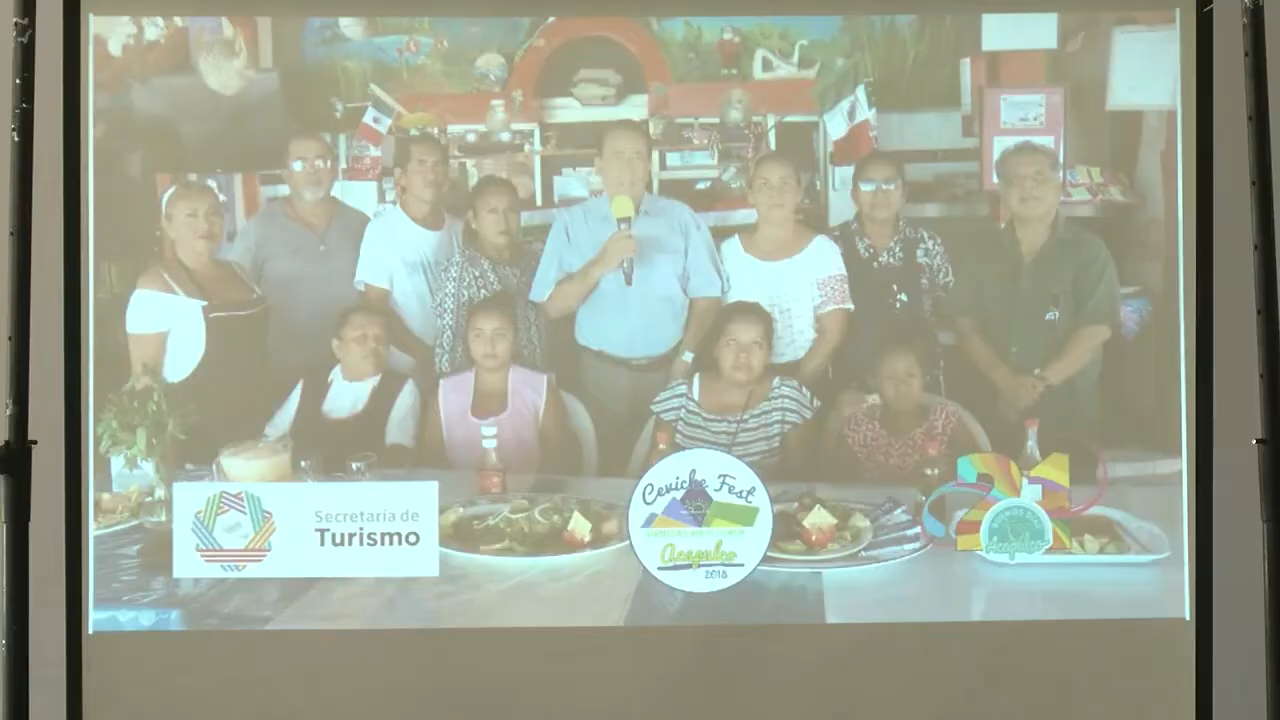 Secretaría de
Turismo
Ceviche Fest
Acapulco
2018
Acapulco